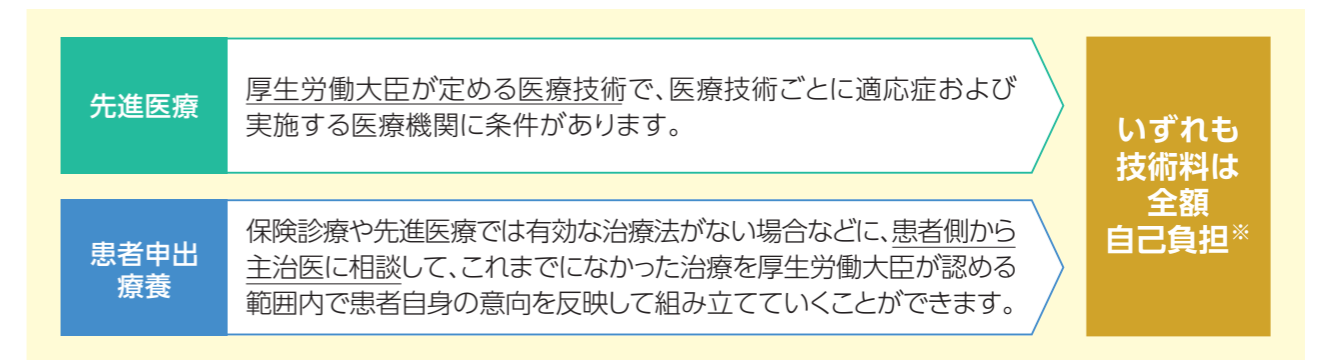 先進医療
厚生労働大臣が定める医療技術で、医療技術ごとに適応症および
実施する医療機関に条件があります。
患者申出
療養
保険診療や先進医療では有効な治療法がない場合などに、患者側から
主治医に相談して、これまでになかった治療を厚生労働大臣が認める
範囲内で患者自身の意向を反映して組み立てていくことができます。
いずれも
技術料は
全額
自己負担※